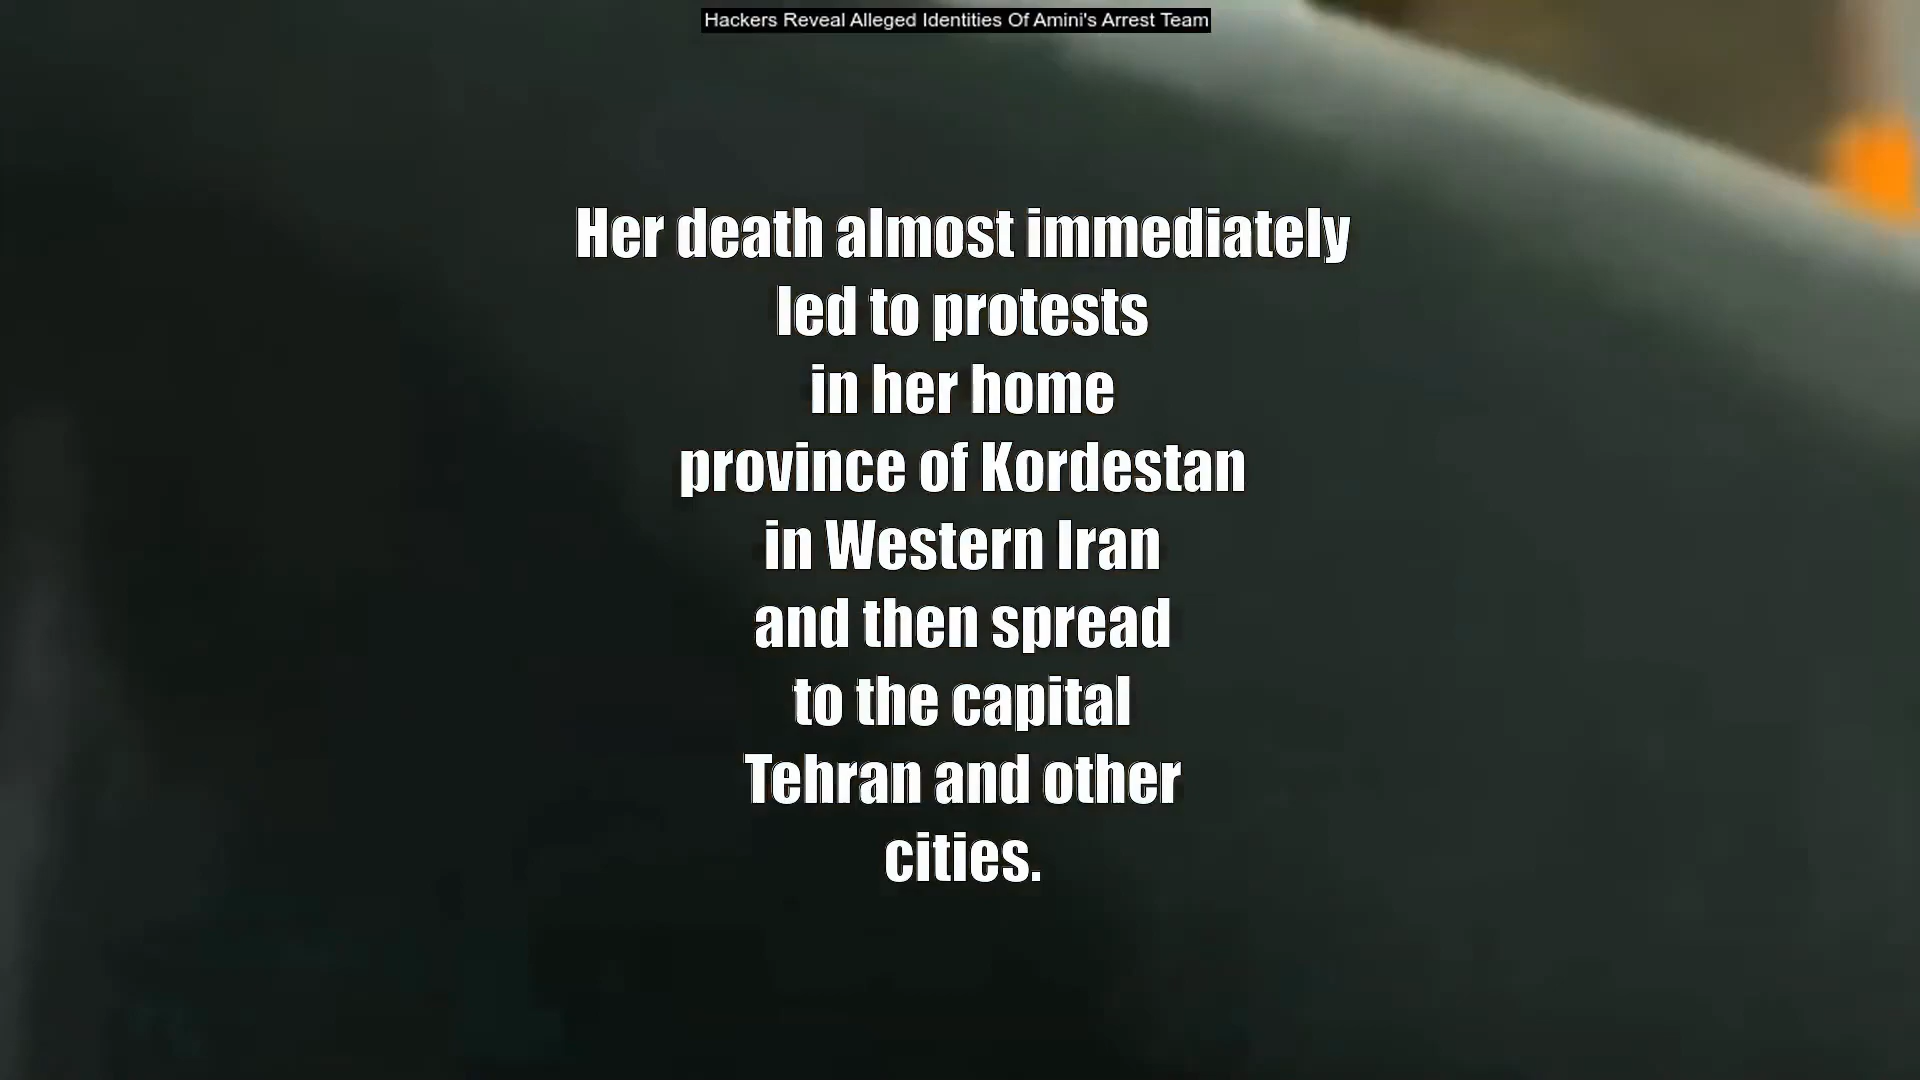 Hackers Reveal Alleged Identities Of Amini's Arrest Team
Her death almost immediately
led to protests
in her home
province of Kordestan
in Western Iran
and then spread
to the capital
Tehran and other
cities.